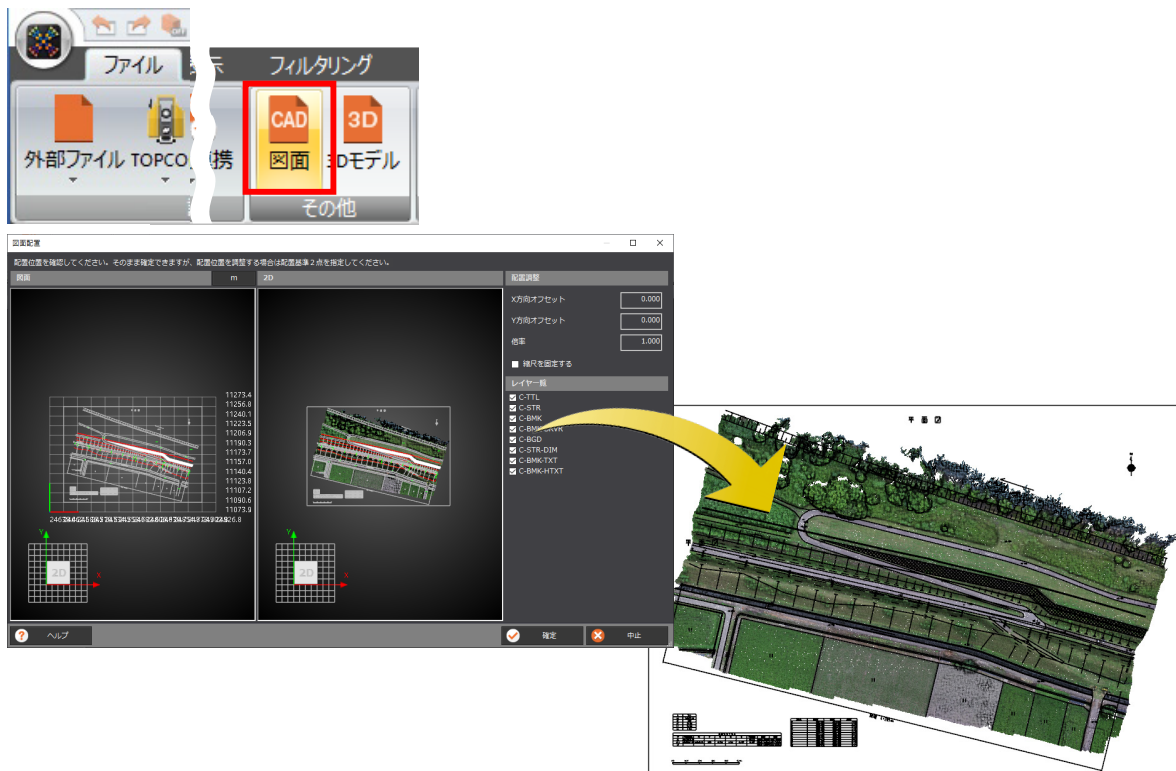 OFF
ファイル
示
フィルタリング
外部ファイル
TOPCO
携
CAD
図面
3D
Dモデル
その他
図面配置
配置位置を確認してください。そのまま確定できますが、配置位置を調整する場合は配置基準2点を指定してください。
図面
m
2D
配置調整
X方向オフセット
0.000
Y方向オフセット
0.000
倍率
1.000
縮尺を固定する
レイヤ一覧
C-TTL
C-STR
C-BMK
C-BGD
C-STR-DIM
C-BMK-TXT
C-BMK-HTXT
11273.4
11256.8
11240.1
11223.5
11206.9
11190.3
11173.7
11157.0
11140.4
11123.8
11107.2
11090.6
11073.9
Y
2D
X
Y
2D
X
ヘルプ
確定
中止
平面図